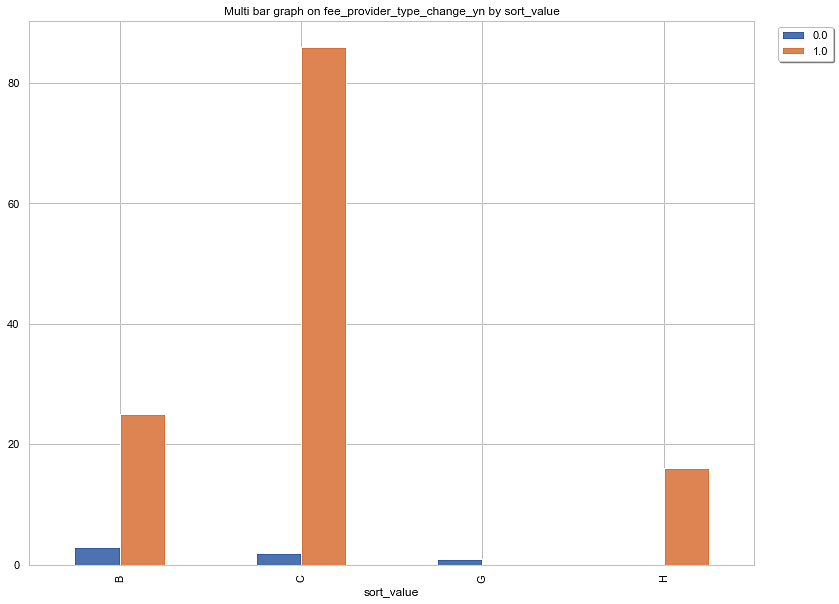 Multi bar graph on fee_provider_type_change_yn by sort_value
0.0
1.0
80
60
40
20
0
B
C
G
H
sort_value